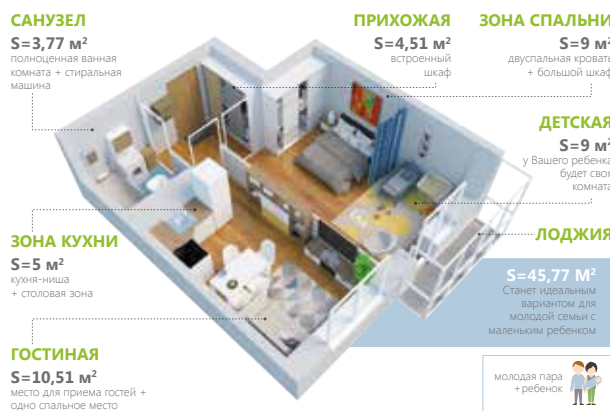 САНУЗЕЛ
S=3,77 м²
полноценная ванная
комната + стиральная
машина
ПРИХОЖАЯ
S=4,51 м²
встроенный
шкаф
ЗОНА СПАЛЬНИ
S=9 м²
двуспальная кровать
+ большой шкаф
ДЕТСКАЯ
S=9 м²
у Вашего ребенка
будет своя
комната
ЛОДЖИЯ
S=45,77 М²
Станет идеальным
вариантом для
молодой семьи с
маленьким ребенком
ЗОНА КУХНИ
S=5 м²
кухня-ниша
+ столовая зона
ГОСТИНАЯ
S=10,51 м²
место для приема гостей +
одно спальное место
молодая пара
+ребенок